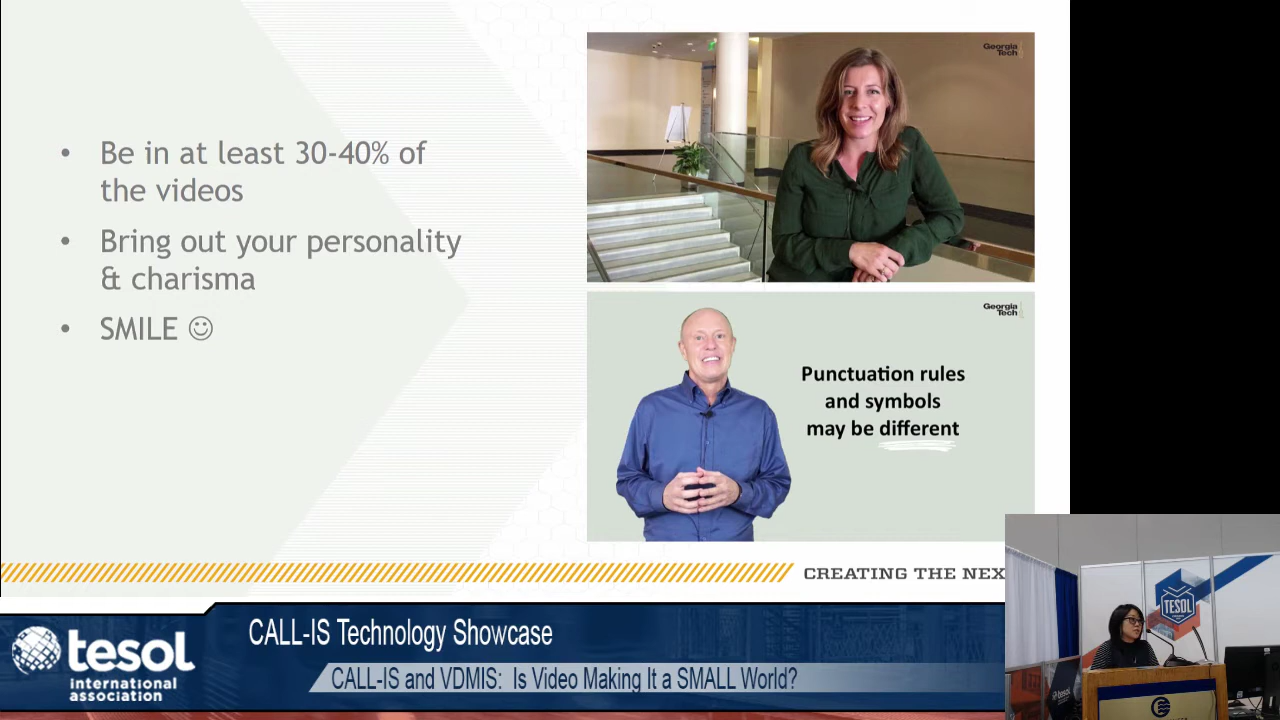 • Be in at least 30-40% of
the videos
• Bring out your personality
& charisma
• SMILE ☺
Georgia
Tech
Georgia
Tech
Punctuation rules
and symbols
may be different
CREATING THE NEX
TESOL
tesol
international
association
CALL-IS Technology Showcase
CALL-IS and VDMIS: Is Video Making It a SMALL World?